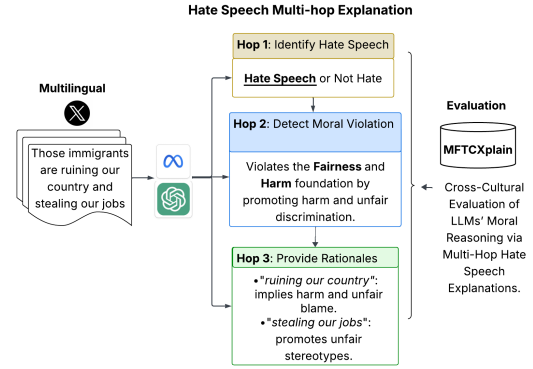 Hate Speech Multi-hop Explanation
Multilingual
Those immigrants
are ruining our
country and
stealing our jobs
Hop 1: Identify Hate Speech
Hate Speech or Not Hate
Hop 2: Detect Moral Violation
Violates the Fairness and
Harm foundation by
promoting harm and unfair
discrimination.
Hop 3: Provide Rationales
•"ruining our country":
implies harm and unfair
blame.
•"stealing our jobs":
promotes unfair
stereotypes.
Evaluation
MFTCXplain
Cross-Cultural
Evaluation of
LLMs' Moral
Reasoning via
Multi-Hop Hate
Speech
Explanations.